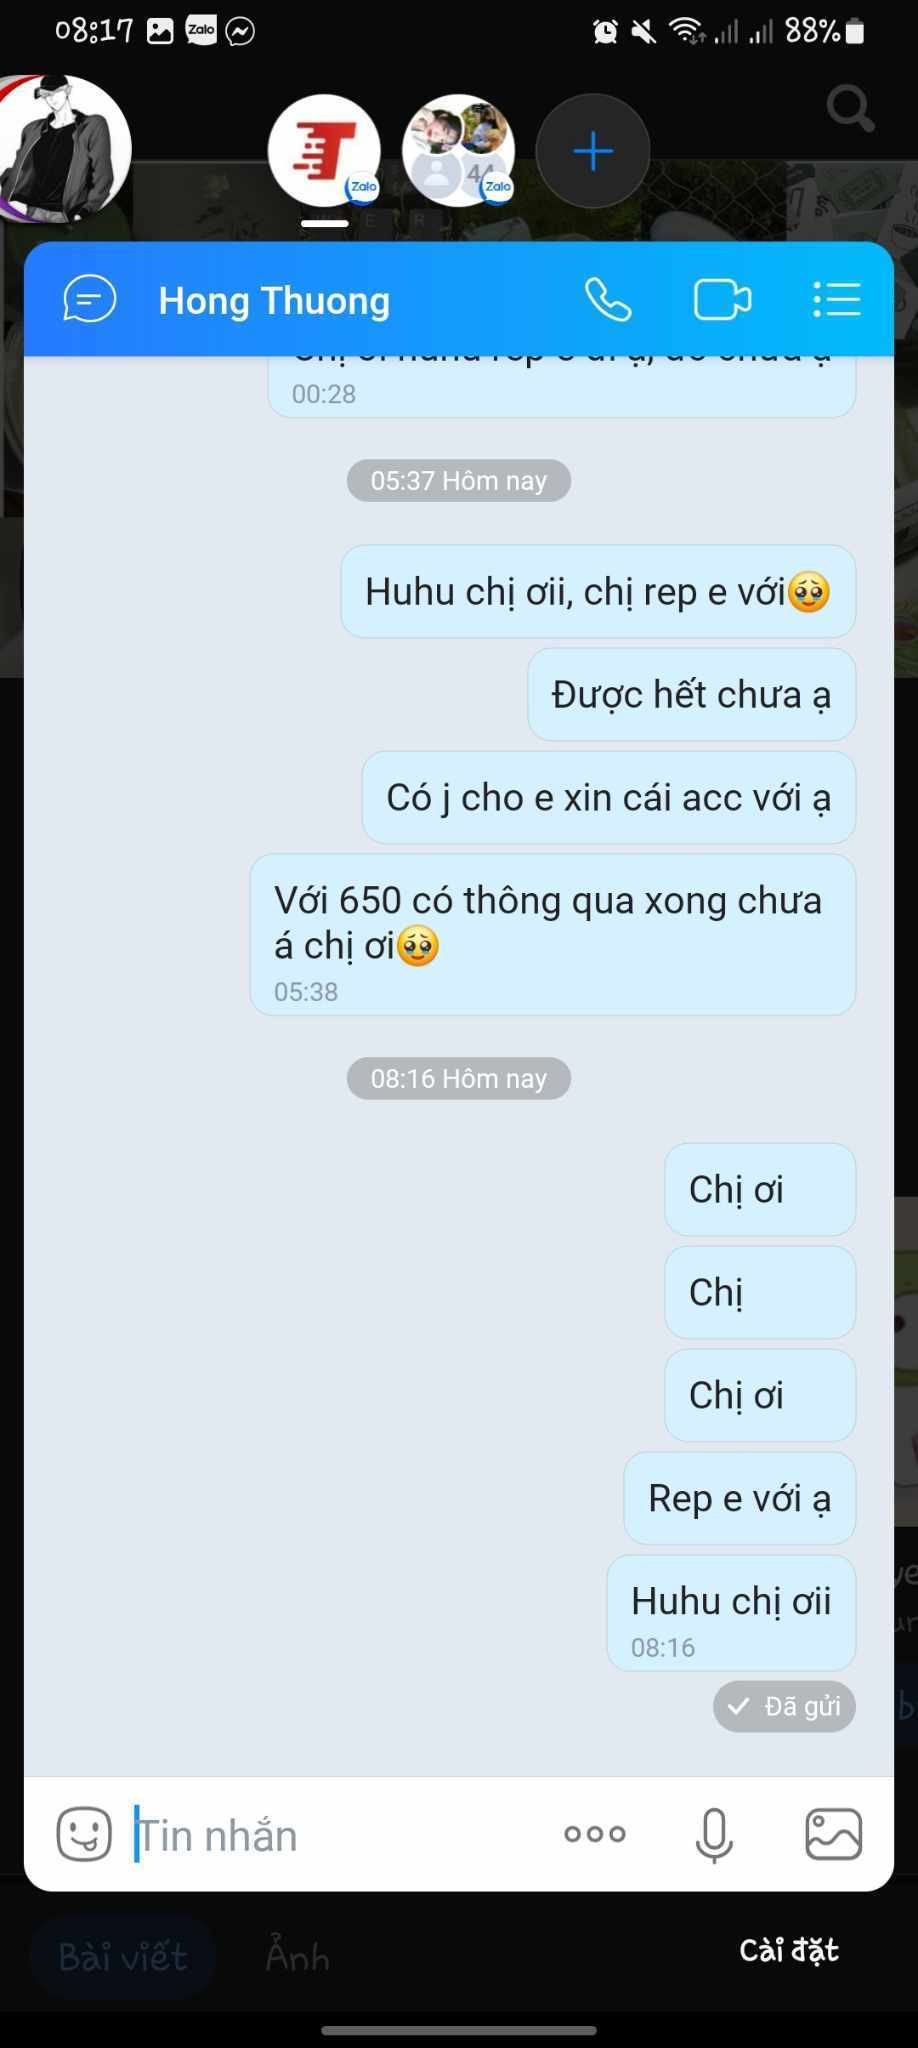 08:17
Zalo
88%
Zalo
44
Zalo
E R
Hong Thuong
00:28
05:37 Hôm nay
Huhu chị ơii, chị rep e với🥹
Được hết chưa ạ
Có j cho e xin cái acc với ạ
Với 650 có thông qua xong chưa
á chị ơi🥹
05:38
08:16 Hôm nay
Chị ơi
Chị
Chị ơi
Rep e với ạ
Huhu chị ơii
08:16
Đã gửi
Tin nhắn
Bài viết
Ảnh
Cài đặt